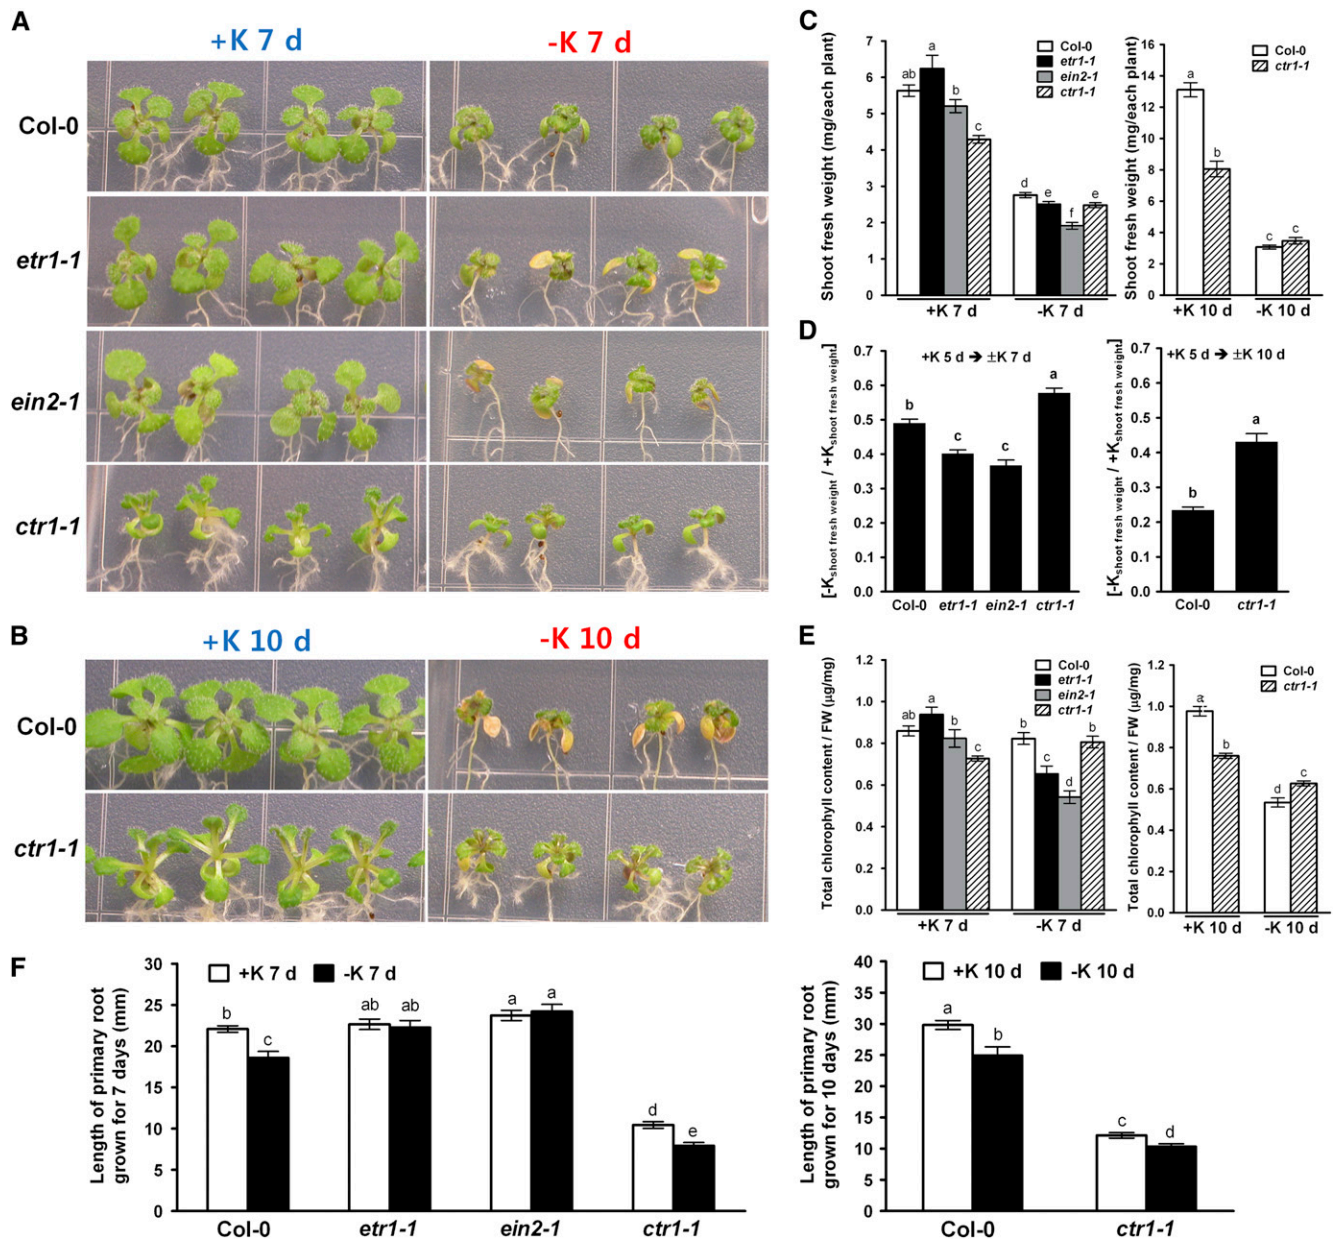 A
+K 7 d
-K 7 d
Col-0
etr1-1
ein2-1
ctr1-1
B
+K 10 d
-K 10 d
Col-0
ctr1-1
C
Shoot fresh weight (mg/each plant)
7
6
5
4
3
2
1
0
Col-0
etr1-1
ein2-1
ctr1-1
ab
a
b
c
d
e
f
e
+K 7 d
-K 7 d
Shoot fresh weight (mg/each plant)
16
14
12
10
8
6
4
2
0
Col-0
ctr1-1
a
b
c
c
+K 10 d
-K 10 d
D
[-Kshoot fresh weight / +Kshoot fresh weight]
0.7
0.6
0.5
0.4
0.3
0.2
0.1
0.0
+K 5 d ➔ ±K 7 d
b
c
c
a
Col-0
etr1-1
ein2-1
ctr1-1
[-Kshoot fresh weight / +Kshoot fresh weight]
0.7
0.6
0.5
0.4
0.3
0.2
0.1
0.0
+K 5 d ➔ ±K 10 d
b
a
Col-0
ctr1-1
E
Total chlorophyll content / FW (µg/mg)
1.2
1.0
0.8
0.6
0.4
0.2
0.0
Col-0
etr1-1
ein2-1
ctr1-1
ab
a
b
c
b
c
d
b
+K 7 d
-K 7 d
Total chlorophyll content / FW (µg/mg)
1.2
1.0
0.8
0.6
0.4
0.2
0.0
Col-0
ctr1-1
a
b
d
c
+K 10 d
-K 10 d
F
Length of primary root
grown for 7 days (mm)
30
25
20
15
10
5
0
+K 7 d
-K 7 d
b
c
ab
ab
a
a
d
e
Col-0
etr1-1
ein2-1
ctr1-1
Length of primary root
grown for 10 days (mm)
40
35
30
25
20
15
10
5
0
+K 10 d
-K 10 d
a
b
c
d
Col-0
ctr1-1